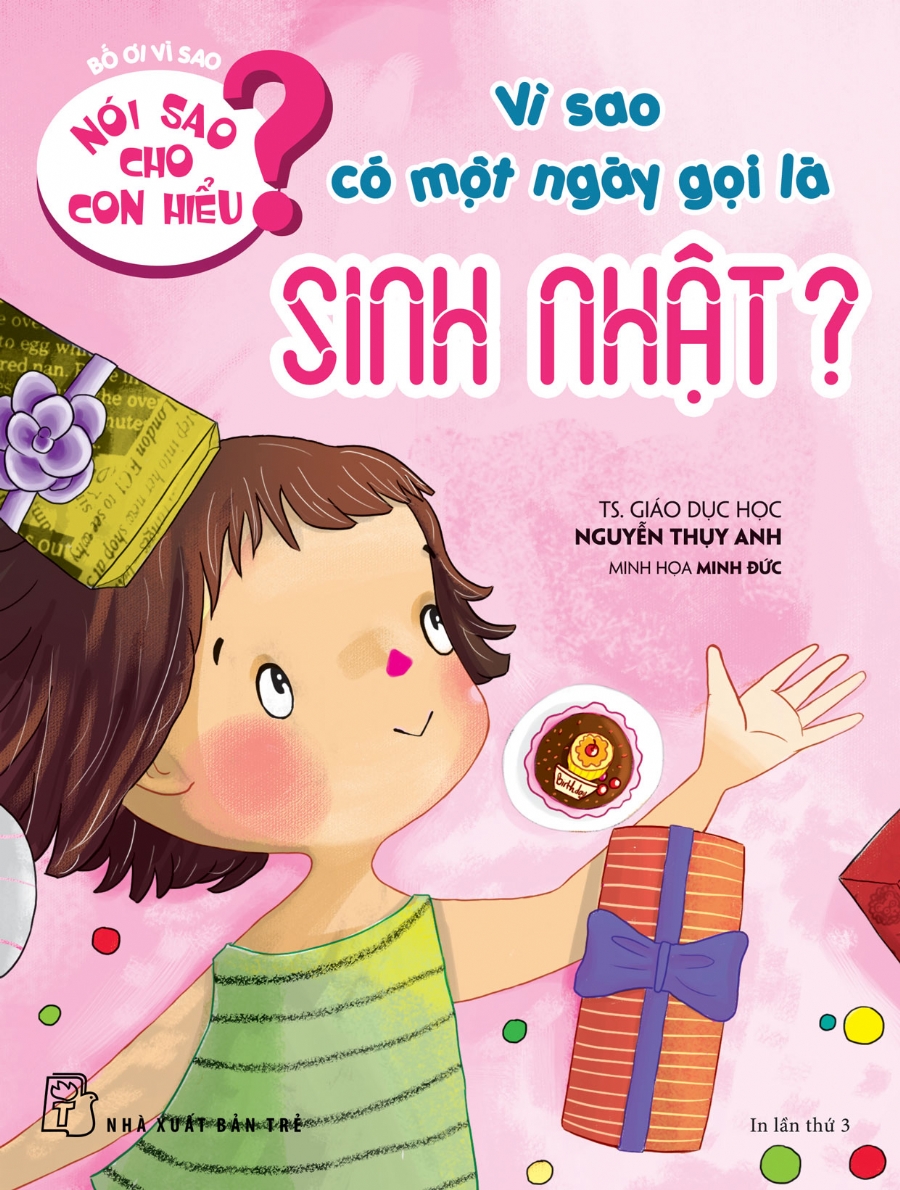 BỐ ƠI VÌ SAO
NÓI SAO
CHO
CON HIỂU
?
Vì sao
có một ngày gọi là
SINH NHẬT?
TS. GIÁO DỤC HỌC
NGUYỄN THỤY ANH
MINH HỌA MINH ĐỨC
birthday
T
NHÀ XUẤT BẢN TRẺ
In lần thứ 3